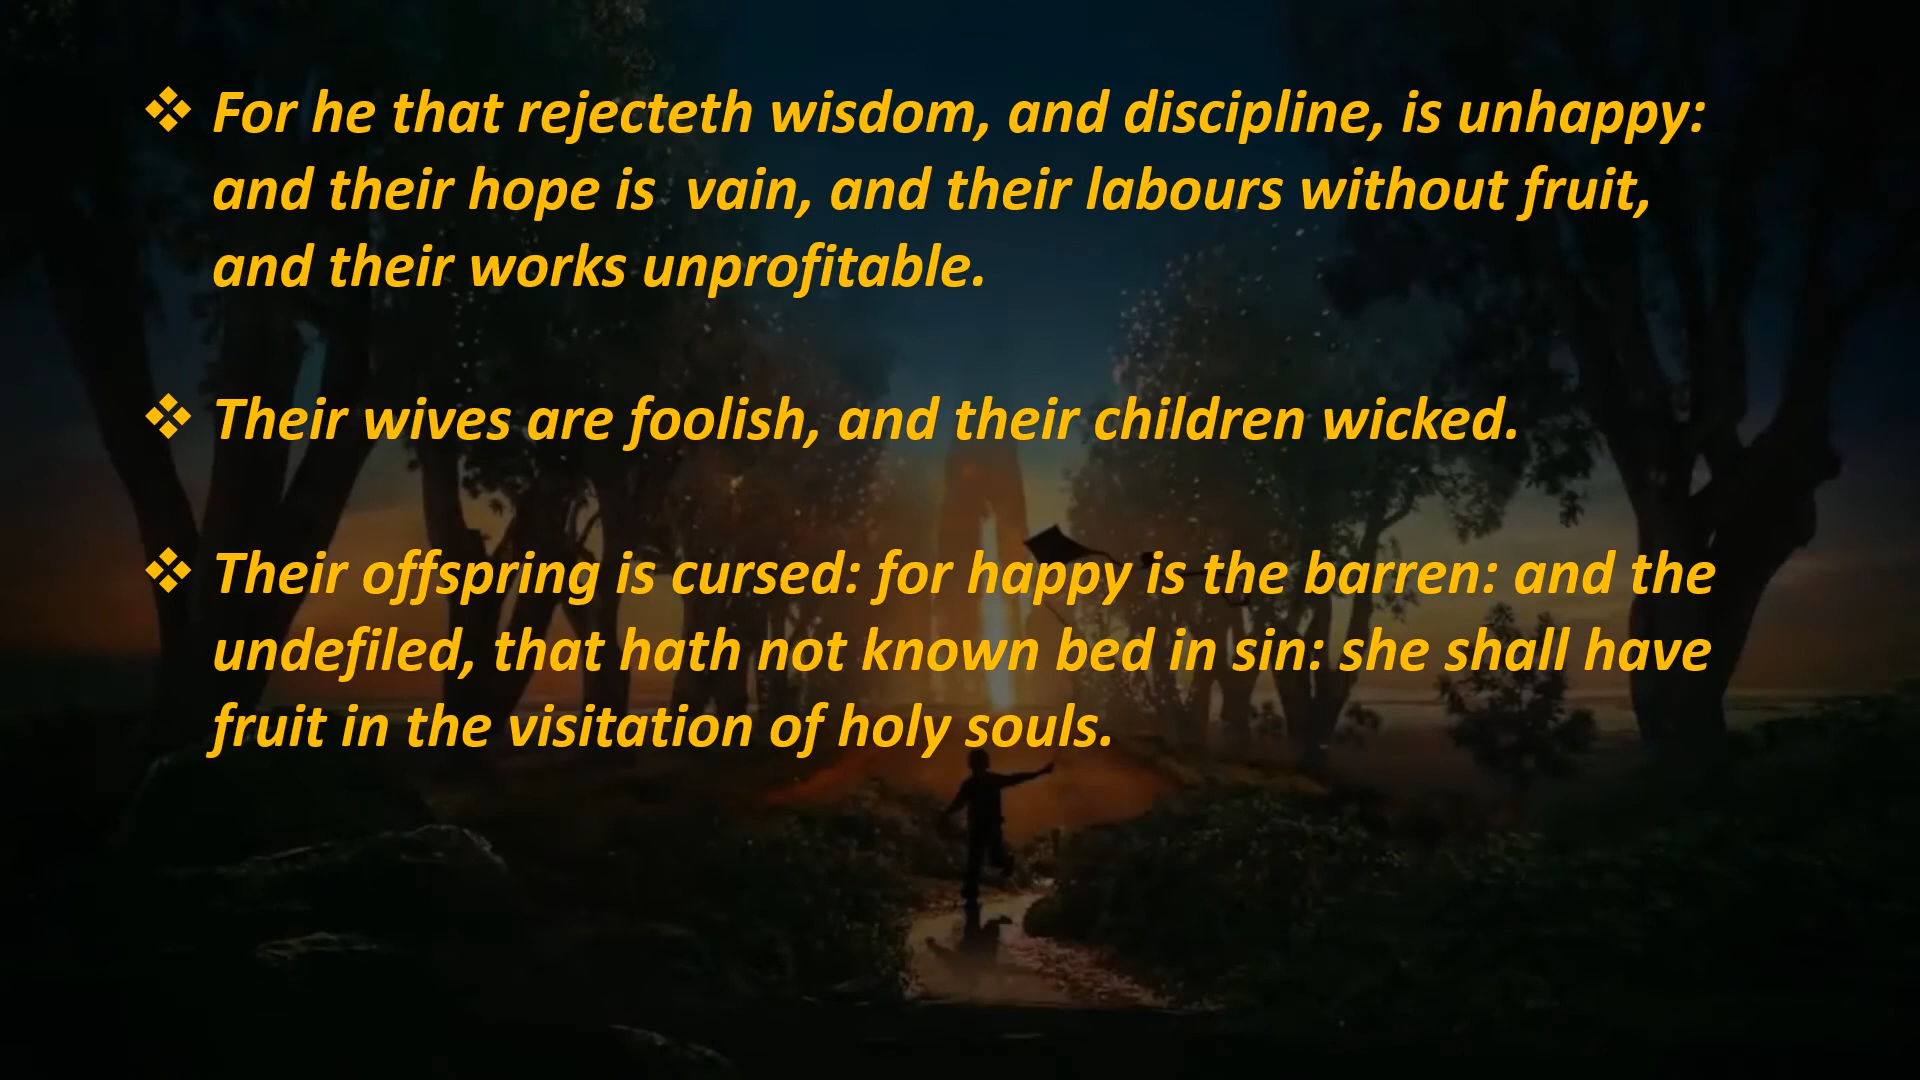 ❖ For he that rejecteth wisdom, and discipline, is unhappy:
and their hope is  vain, and their labours without fruit,
and their works unprofitable.
❖ Their wives are foolish, and their children wicked.
❖ Their offspring is cursed: for happy is the barren: and the
undefiled, that hath not known bed in sin: she shall have
fruit in the visitation of holy souls.